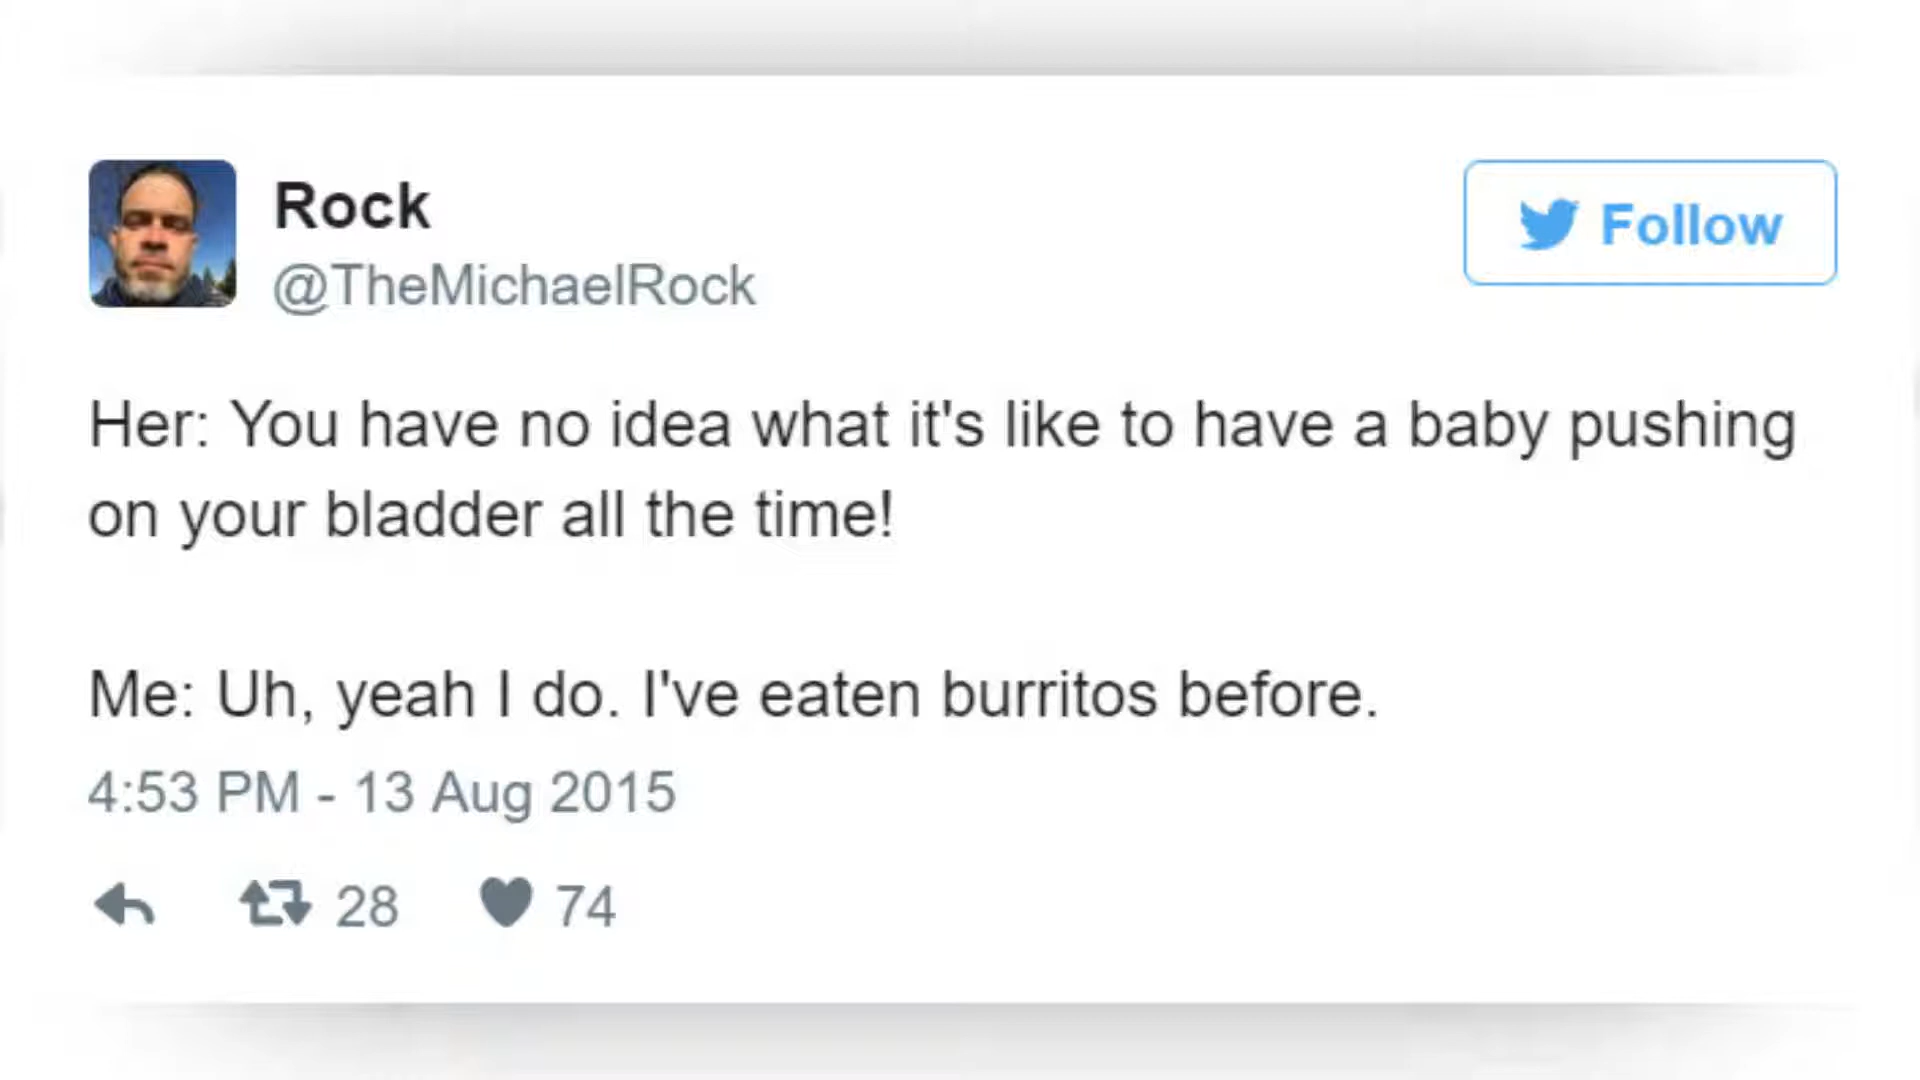 Rock
@TheMichaelRock
Follow
Her: You have no idea what it's like to have a baby pushing
on your bladder all the time!
Me: Uh, yeah I do. I've eaten burritos before.
4:53 PM - 13 Aug 2015
28 74